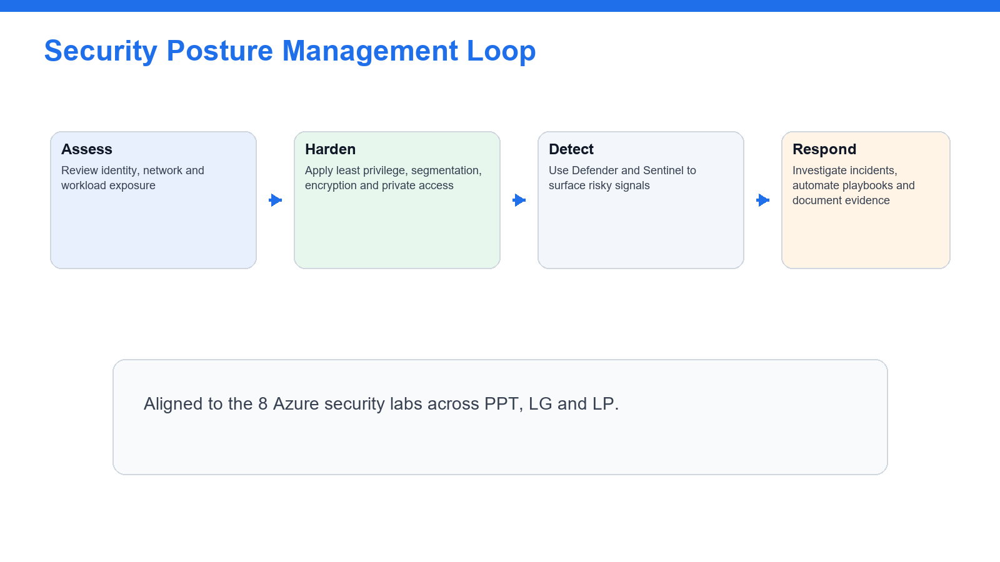 Security Posture Management Loop
Assess
Review identity, network and
workload exposure
Harden
Apply least privilege, segmentation,
encryption and private access
Detect
Use Defender and Sentinel to
surface risky signals
Respond
Investigate incidents,
automate playbooks and
document evidence
Aligned to the 8 Azure security labs across PPT, LG and LP.